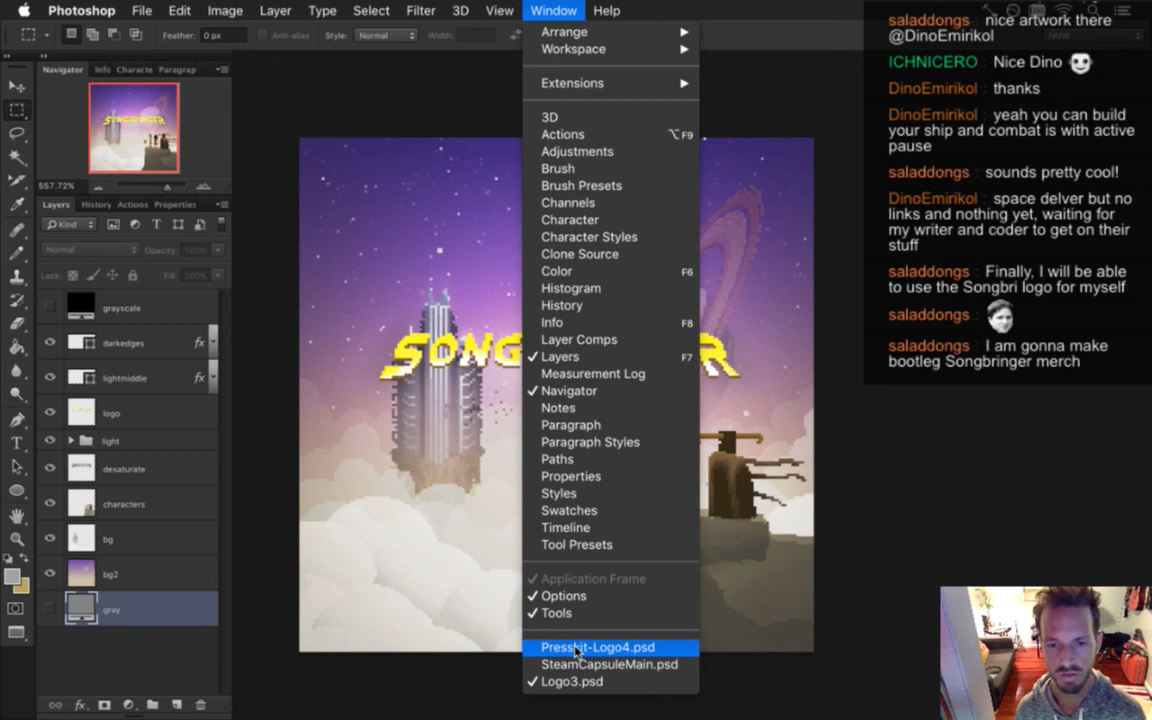 Photoshop File Edit Image Layer Type Select Filter 3D View Window Help
Feather: 0 px Anti-alias Style: Normal Width:
Navigator Info Characte Paragrap
SONGBRINGER
557.72%
Layers History Actions Properties
Kind
Normal Opacity: 100%
Lock: Fill: 100%
grayscale
darkedges fx
lightmiddle fx
logo
light
desaturate
characters
bg
bg2
gray
fx
SONG
R
Arrange
Workspace
Extensions
3D
Actions ⌥F9
Adjustments
Brush
Brush Presets
Channels
Character
Character Styles
Clone Source
Color F6
Histogram
History
Info F8
Layer Comps
✓ Layers F7
Measurement Log
✓ Navigator
Notes
Paragraph
Paragraph Styles
Paths
Properties
Styles
Swatches
Timeline
Tool Presets
✓ Application Frame
✓ Options
✓ Tools
Presskit-Logo4.psd
SteamCapsuleMain.psd
✓ Logo3.psd
saladdongs : nice artwork there
@DinoEmirikol
ICHNICERO : Nice Dino
DinoEmirikol : thanks
DinoEmirikol : yeah you can build
your ship and combat is with active
pause
saladdongs : sounds pretty cool!
DinoEmirikol : space delver but no
links and nothing yet, waiting for
my writer and coder to get on their
stuff
saladdongs : Finally, I will be able
to use the Songbri logo for myself
saladdongs :
saladdongs : I am gonna make
bootleg Songbringer merch
NMW